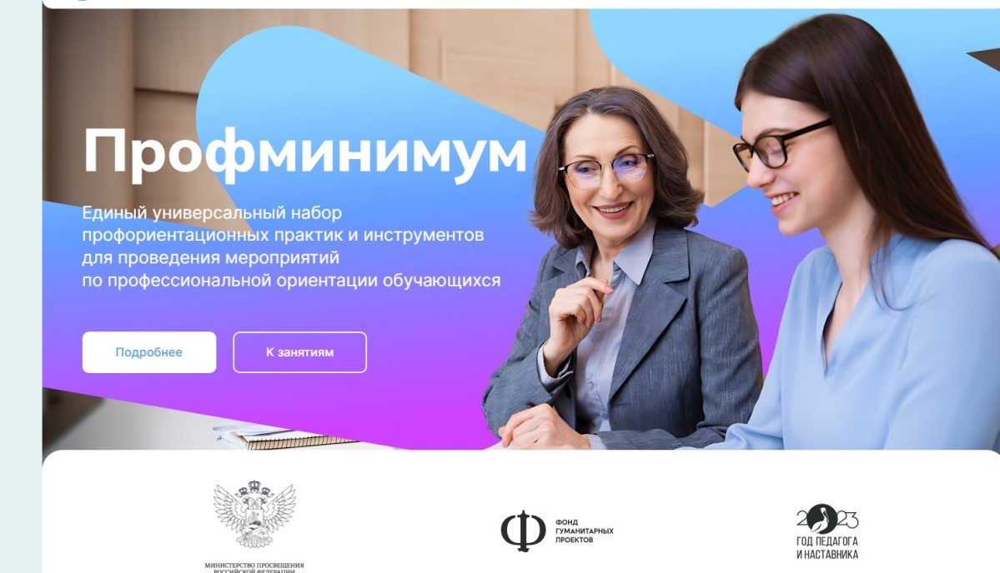 Профминимум
Единый универсальный набор
профориентационных практик и инструментов
для проведения мероприятий
по профессиональной ориентации обучающихся
Подробнее
К занятиям
МИНИСТЕРСТВО ПРОСВЕЩЕНИЯ
РОССИЙСКОЙ ФЕДЕРАЦИИ
ФОНД
ГУМАНИТАРНЫХ
ПРОЕКТОВ
2023
ГОД ПЕДАГОГА
И НАСТАВНИКА